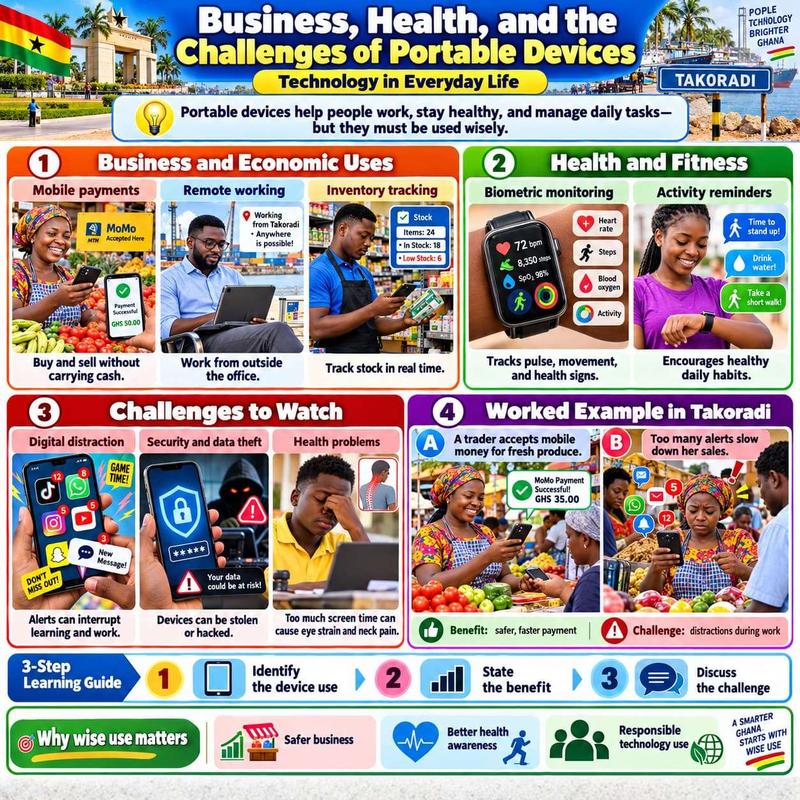 Business, Health, and the
Challenges of Portable Devices
Technology in Everyday Life
Portable devices help people work, stay healthy, and manage daily tasks—
but they must be used wisely.
POPLE
TCHNOLOGY
BRIGHTER
GHANA
TAKORADI
1 Business and Economic Uses
Mobile payments
MoMo
Accepted Here
MTN
Payment
Successful
GHS 50.00
Buy and sell without
carrying cash.
Remote working
Working
from Takoradi
• Anywhere
is possible!
Work from outside
the office.
Inventory tracking
Stock
Items: 24
• In Stock: 18
• Low Stock: 6
Track stock in real time.
2 Health and Fitness
Biometric monitoring
72 bpm
8,350 steps
SpO₂ 98%
Heart
rate
Steps
Blood
oxygen
Activity
Tracks pulse, movement,
and health signs.
Activity reminders
Time to
stand up!
Drink
water!
Take a
short walk!
Encourages healthy
daily habits.
3 Challenges to Watch
Digital distraction
12
8
5
3
GAME
TIME!
New
Message!
DON'T
MISS OUT!
Alerts can interrupt
learning and work.
Security and data theft
*****
Your data
could be at risk!
Devices can be stolen
or hacked.
Health problems
Too much screen time can
cause eye strain and neck pain.
4 Worked Example in Takoradi
A A trader accepts mobile
money for fresh produce.
MoMo Payment
Successful!
GHS 35.00
Benefit: safer, faster payment
B Too many alerts slow
down her sales.
5
12
!
Challenge: distractions during work
3-Step
Learning Guide
1 Identify
the device use
2 State
the benefit
3 Discuss
the challenge
Why wise use matters
Safer business
Better health
awareness
Responsible
technology use
A SMARTER
GHANA
STARTS WITH
WISE USE